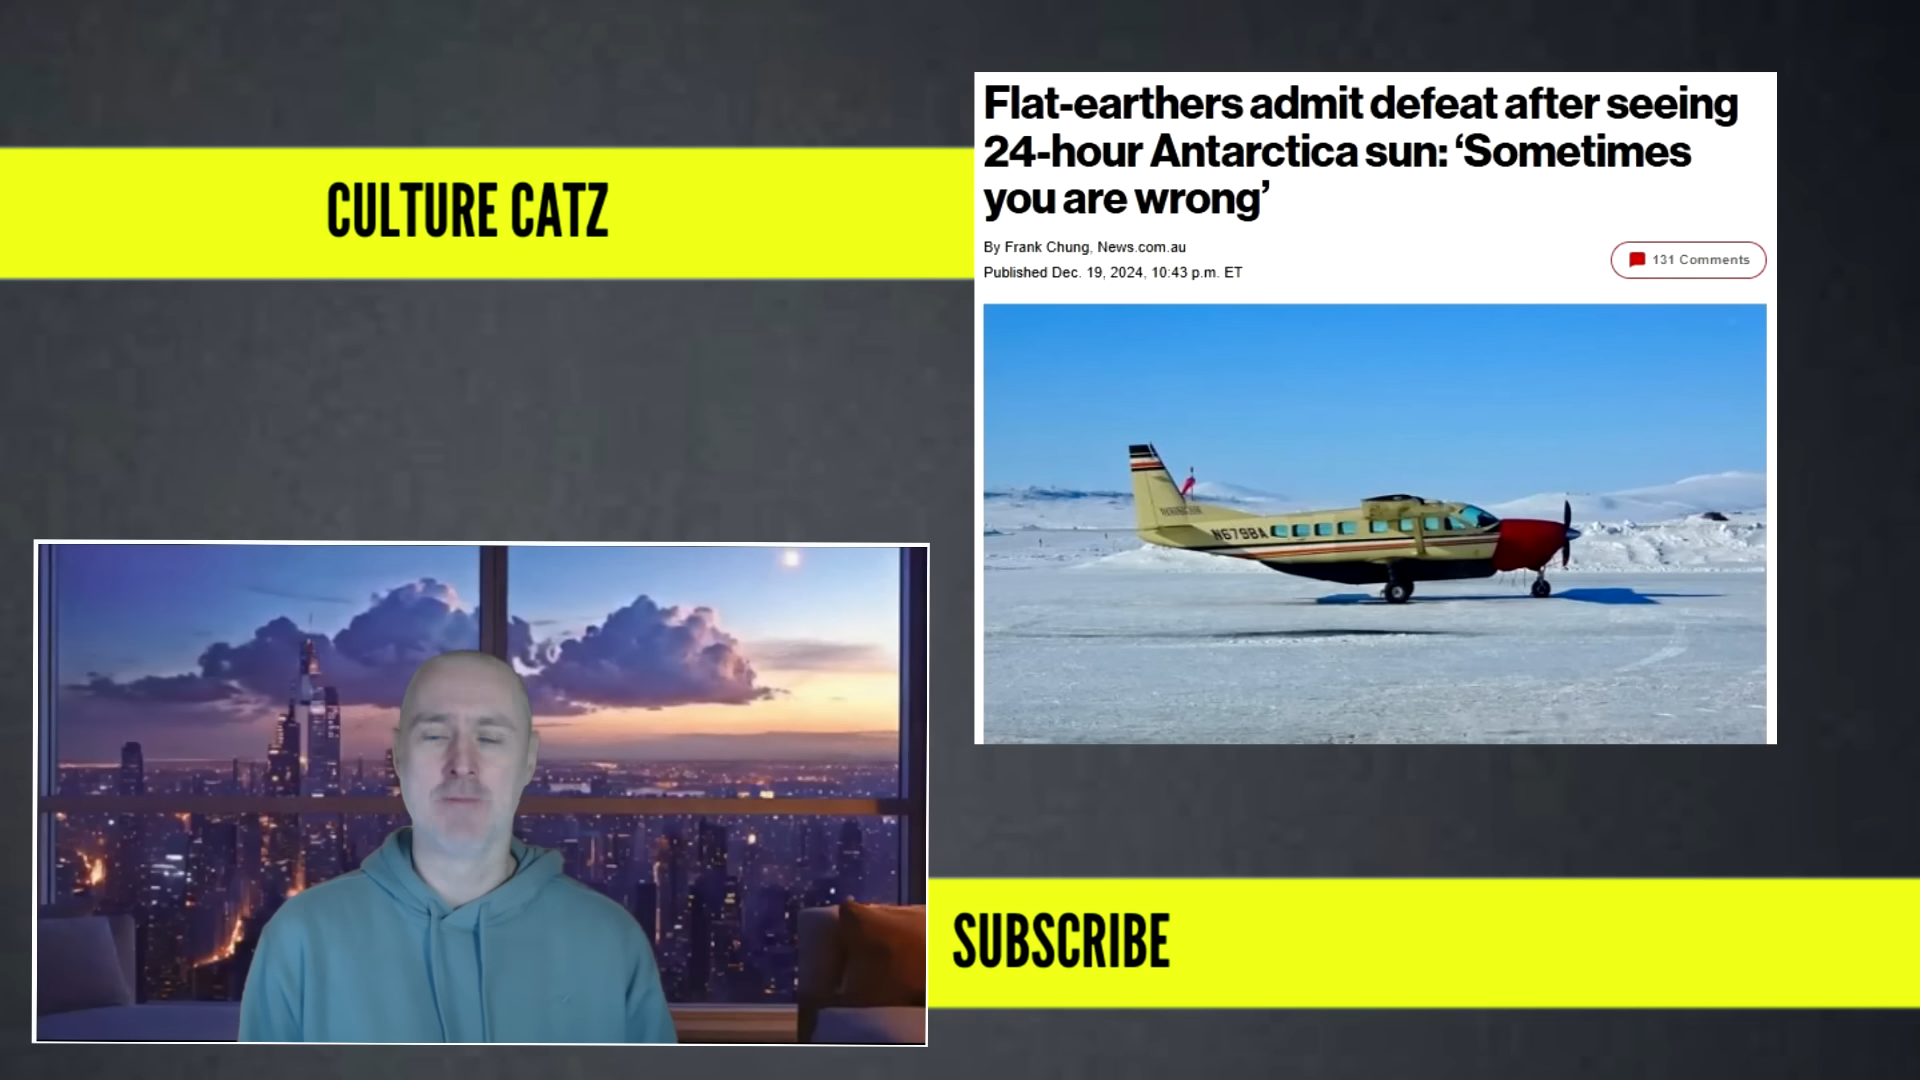 CULTURE CATZ
Flat-earthers admit defeat after seeing
24-hour Antarctica sun: ‘Sometimes
you are wrong’
By Frank Chung, News.com.au
Published Dec. 19, 2024, 10:43 p.m. ET
131 Comments
N679BA
SUBSCRIBE